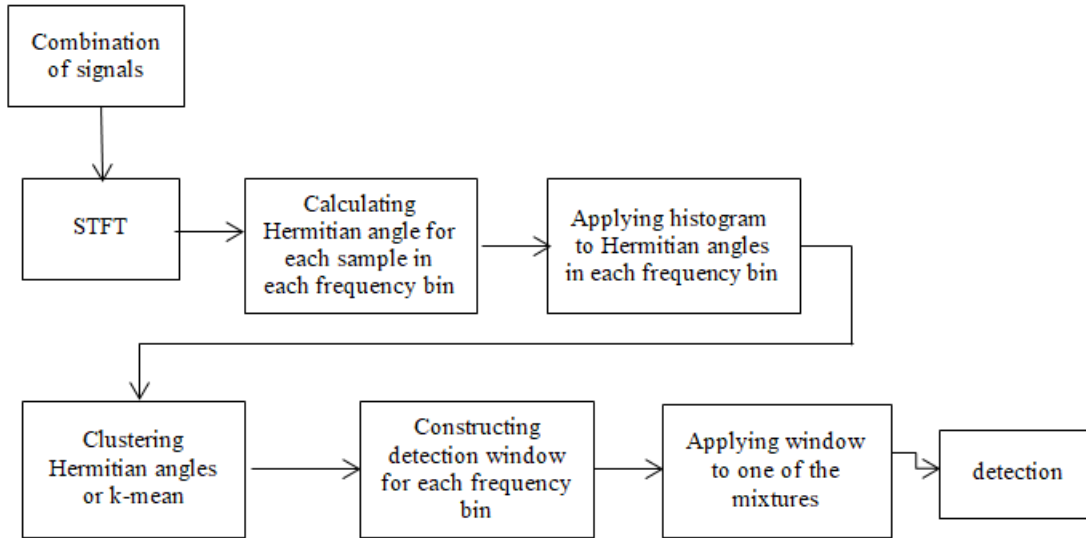 Combination
of signals
STFT
Calculating
Hermitian angle for
each sample in
each frequency bin
Applying histogram
to Hermitian angles
in each frequency bin
Clustering
Hermitian angles
or k-mean
Constructing
detection window
for each frequency
bin
Applying window
to one of the
mixtures
detection